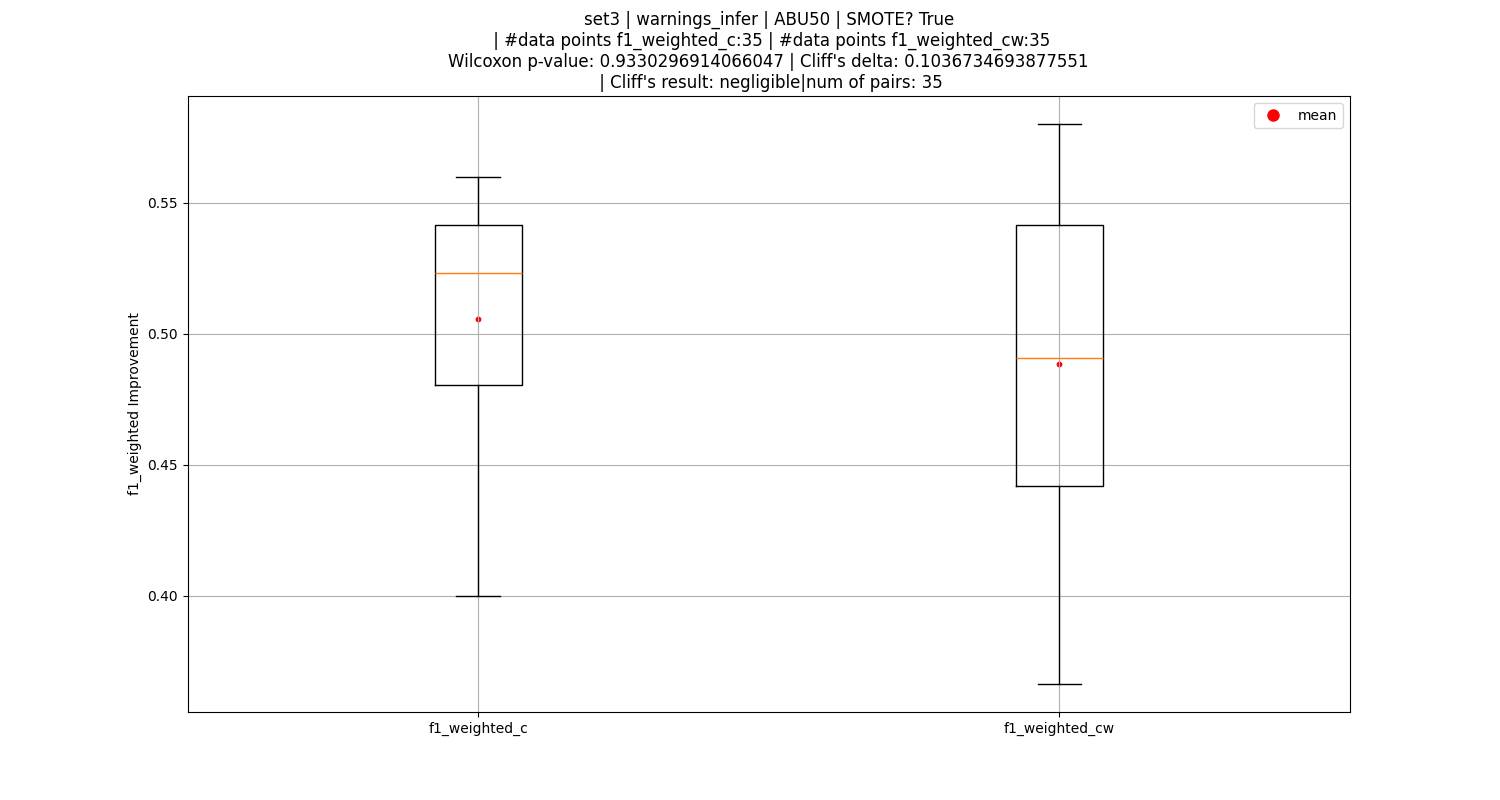 set3 | warnings_infer | ABU50 | SMOTE? True
| #data points f1_weighted_c:35 | #data points f1_weighted_cw:35
Wilcoxon p-value: 0.9330296914066047 | Cliff's delta: 0.1036734693877551
| Cliff's result: negligible|num of pairs: 35
mean
f1_weighted Improvement
0.55
0.50
0.45
0.40
f1_weighted_c
f1_weighted_cw